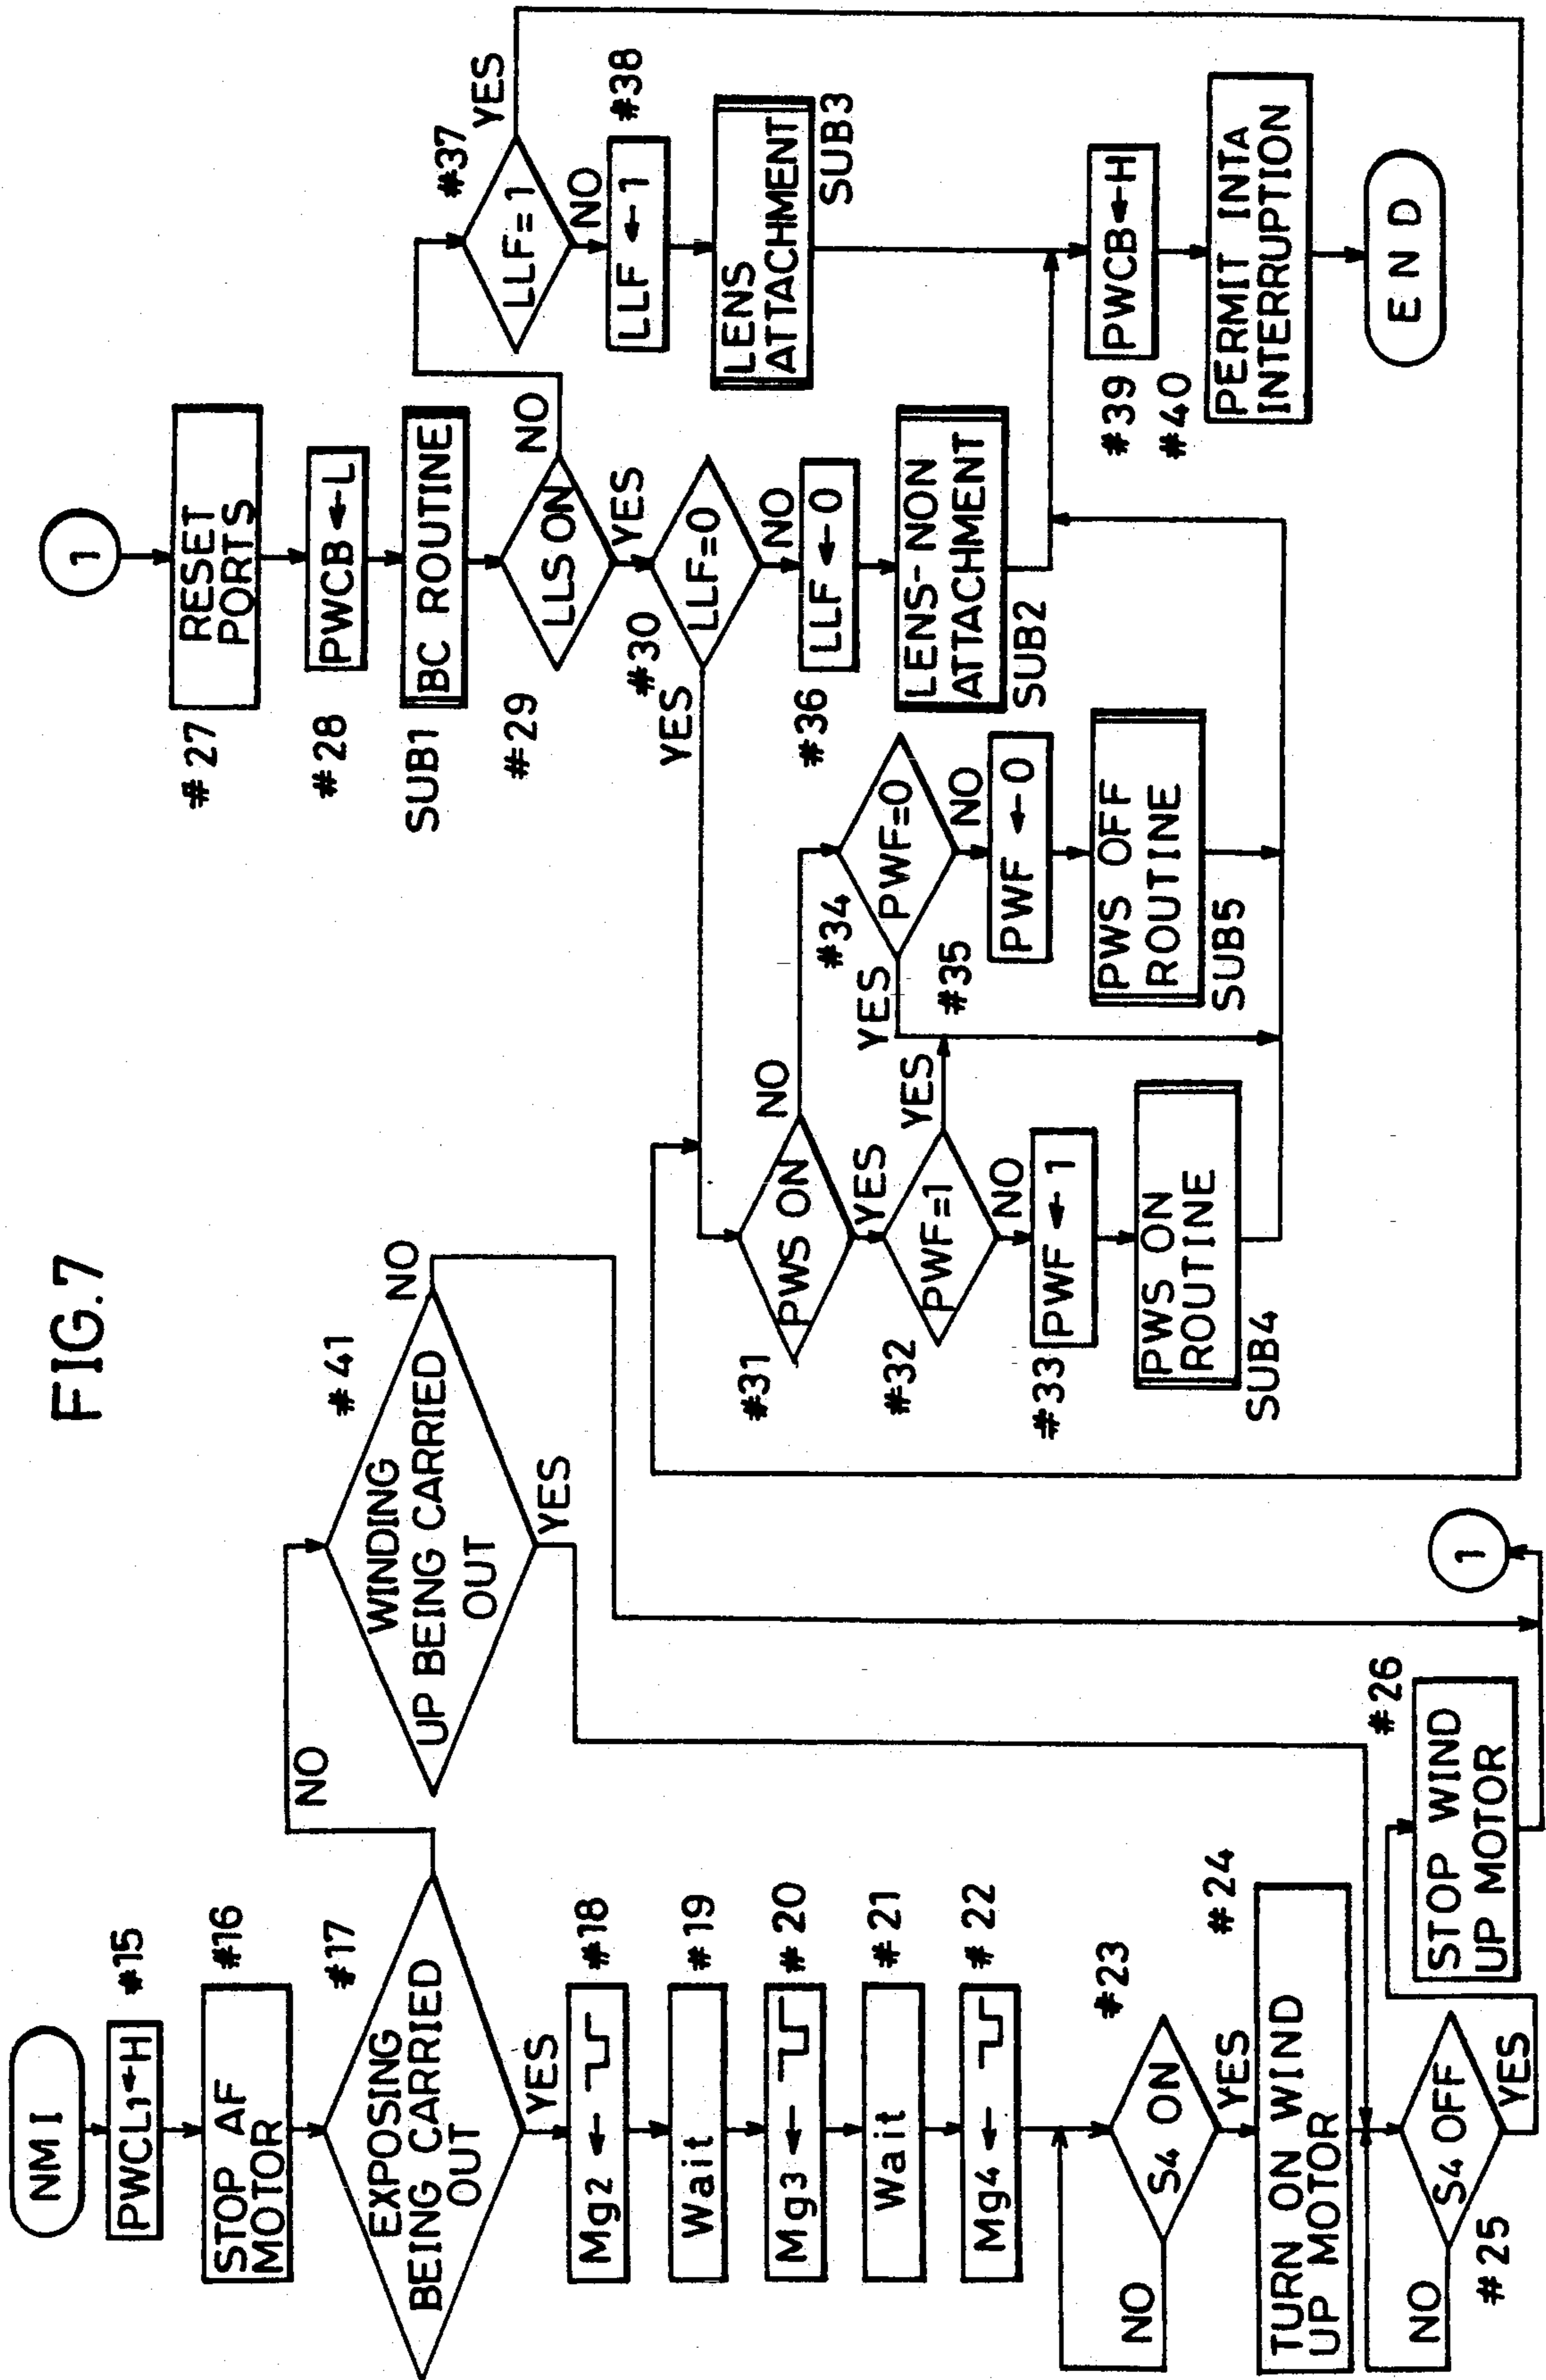 FIG.7
NMI
PWCL1←H
#15
STOP AF
MOTOR
#16
EXPOSING
BEING CARRIED
OUT
#17
NO
YES
Mg2 ←
#18
Wait
#19
Mg3 ←
#20
Wait
#21
Mg4 ←
#22
S4 ON
#23
NO
YES
TURN ON WIND
UP MOTOR
#24
S4 OFF
#25
NO
YES
STOP WIND
UP MOTOR
#26
WINDING
UP BEING CARRIED
OUT
#41
NO
YES
1
1
RESET
PORTS
#27
PWCB←L
#28
BC ROUTINE
SUB1
LLS ON
#29
NO
YES
LLF=0
#30
YES
NO
LLF ← 0
#36
LENS-NON
ATTACHMENT
SUB2
PWS ON
#31
NO
YES
PWF=1
#32
YES
NO
PWF ← 1
#33
PWS ON
ROUTINE
SUB4
PWF=0
#34
YES
NO
PWF ← 0
#35
PWS OFF
ROUTINE
SUB5
LLF=1
#37
YES
NO
LLF ← 1
#38
LENS
ATTACHMENT
SUB3
PWCB←H
#39
PERMIT INTA
INTERRUPTION
#40
END